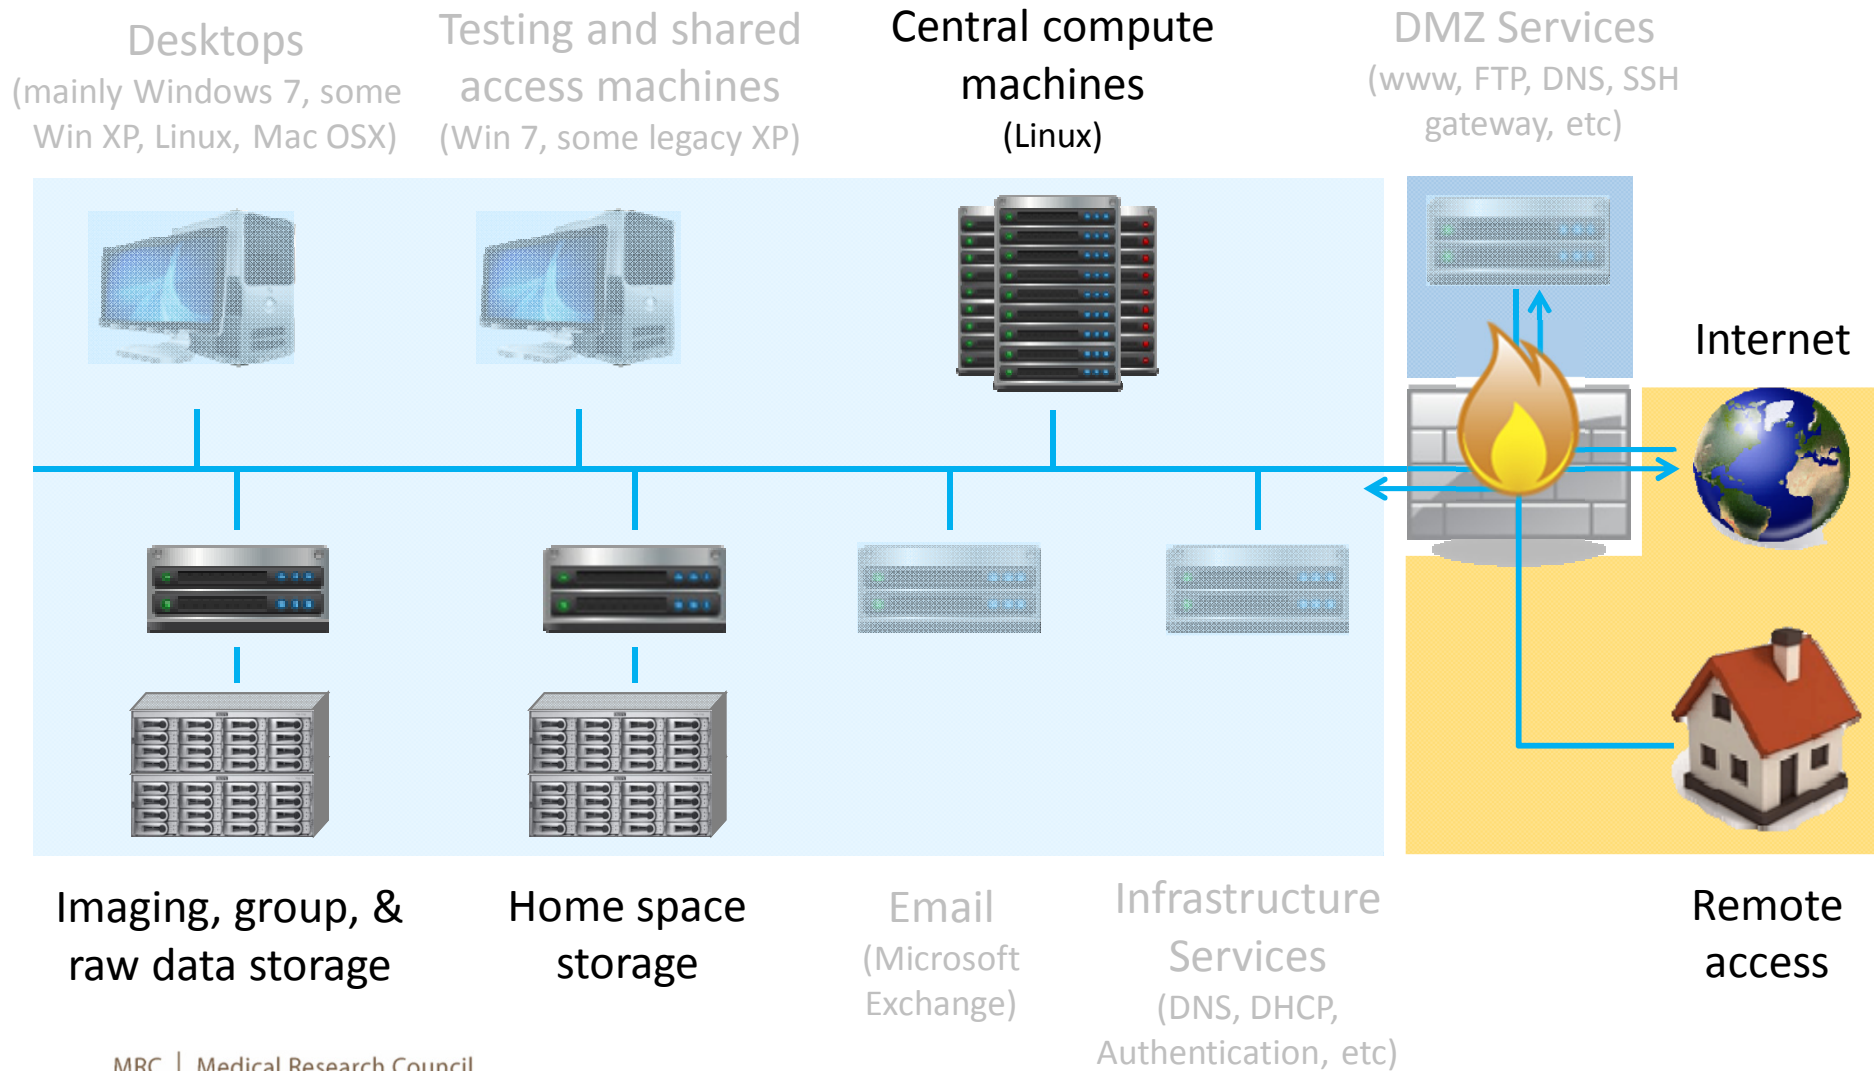 Desktops
(mainly Windows 7, some
Win XP, Linux, Mac OSX)
Testing and shared
access machines
(Win 7, some legacy XP)
Central compute
machines
(Linux)
DMZ Services
(www, FTP, DNS, SSH
gateway, etc)
Internet
Imaging, group, &
raw data storage
Home space
storage
Email
(Microsoft
Exchange)
Infrastructure
Services
(DNS, DHCP,
Authentication, etc)
Remote
access
MRC | Medical Research Council